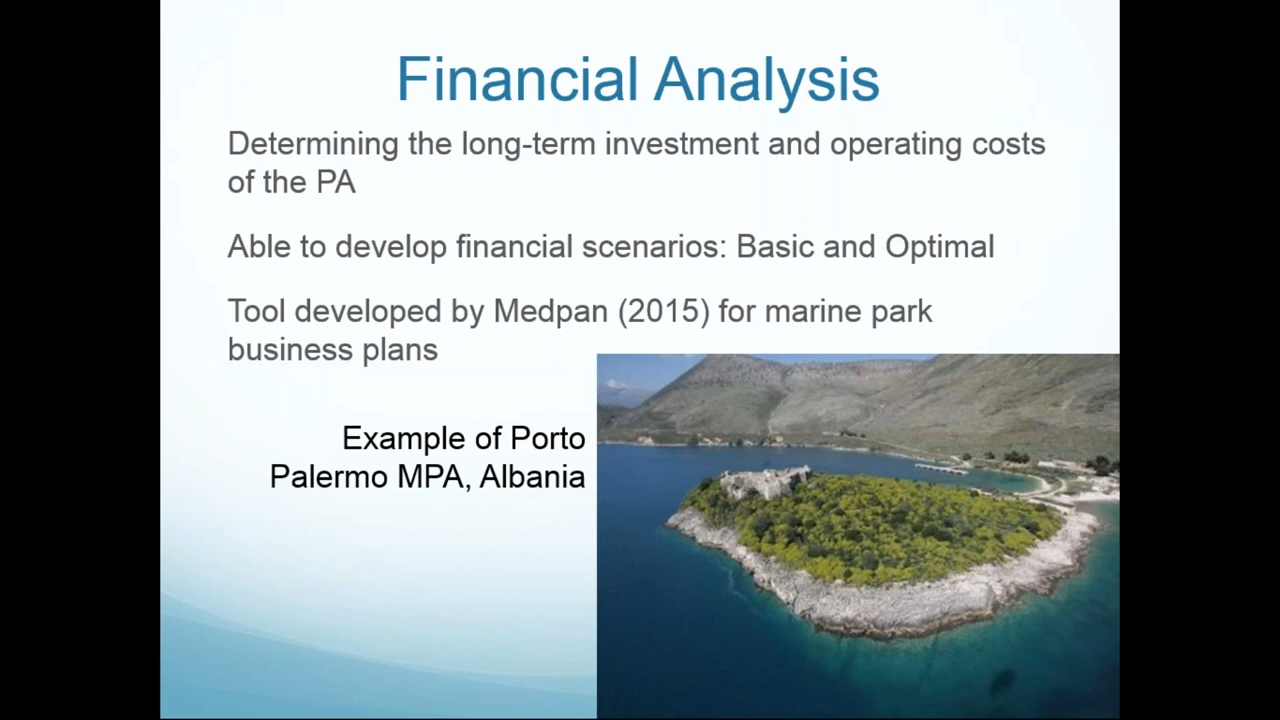 Financial Analysis
Determining the long-term investment and operating costs
of the PA
Able to develop financial scenarios: Basic and Optimal
Tool developed by Medpan (2015) for marine park
business plans
Example of Porto
Palermo MPA, Albania